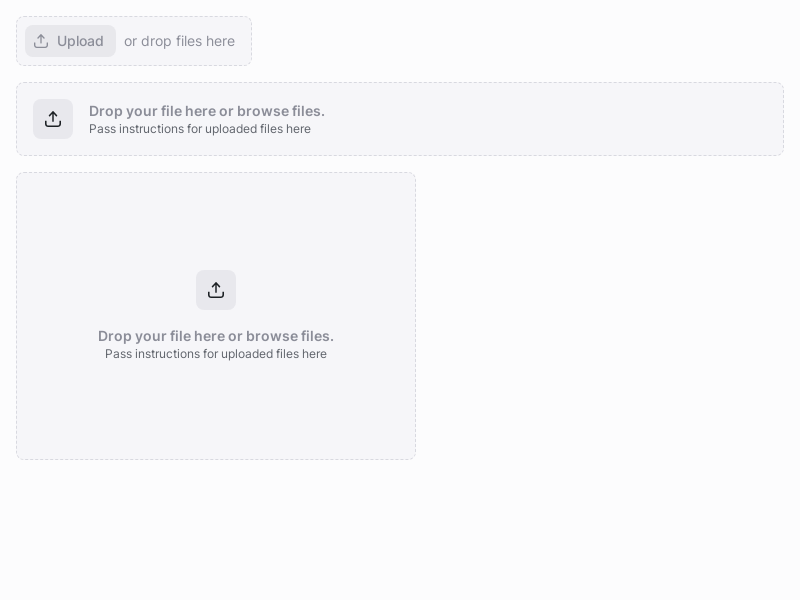 Upload or drop files here
Drop your file here or browse files.
Pass instructions for uploaded files here
Drop your file here or browse files.
Pass instructions for uploaded files here